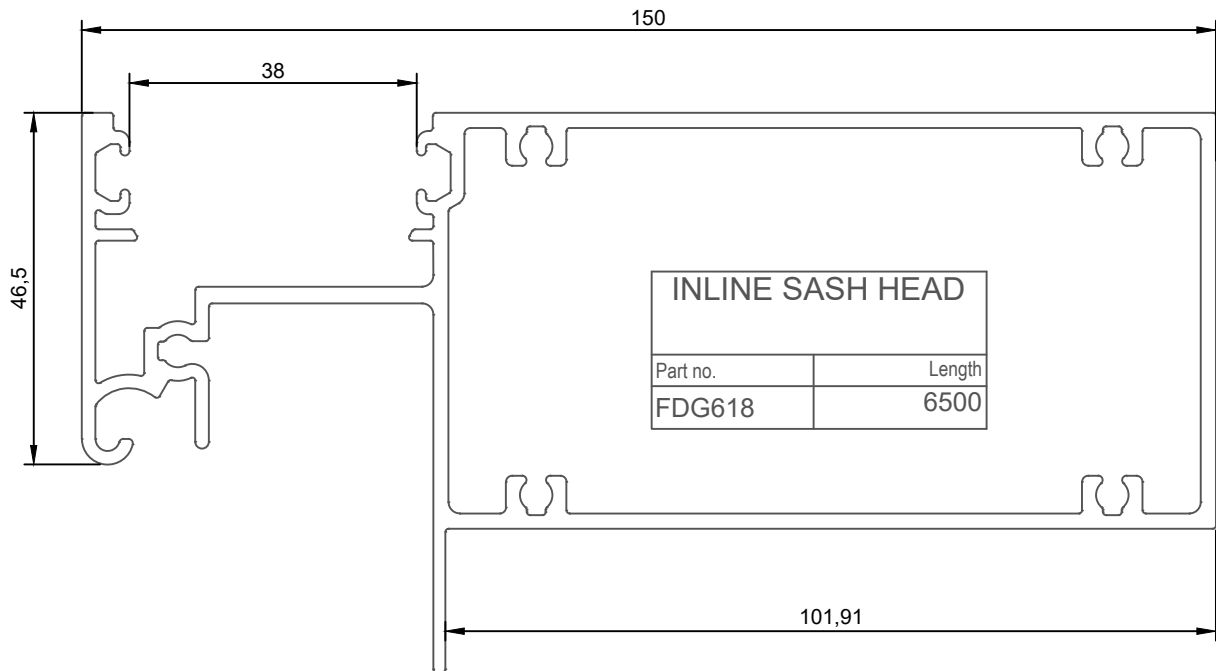 150
38
46,5
INLINE SASH HEAD
Part no. Length
FDG618 6500
101,91